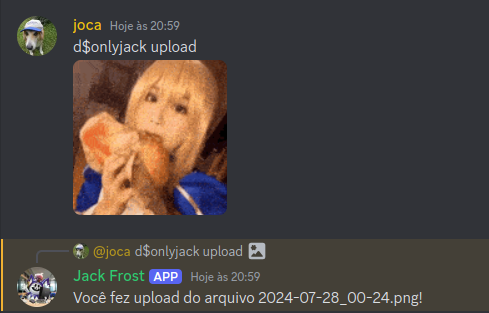 joca Hoje às 20:59
d$onlyjack upload
@joca d$onlyjack upload
Jack Frost APP Hoje às 20:59
Você fez upload do arquivo 2024-07-28_00-24.png!